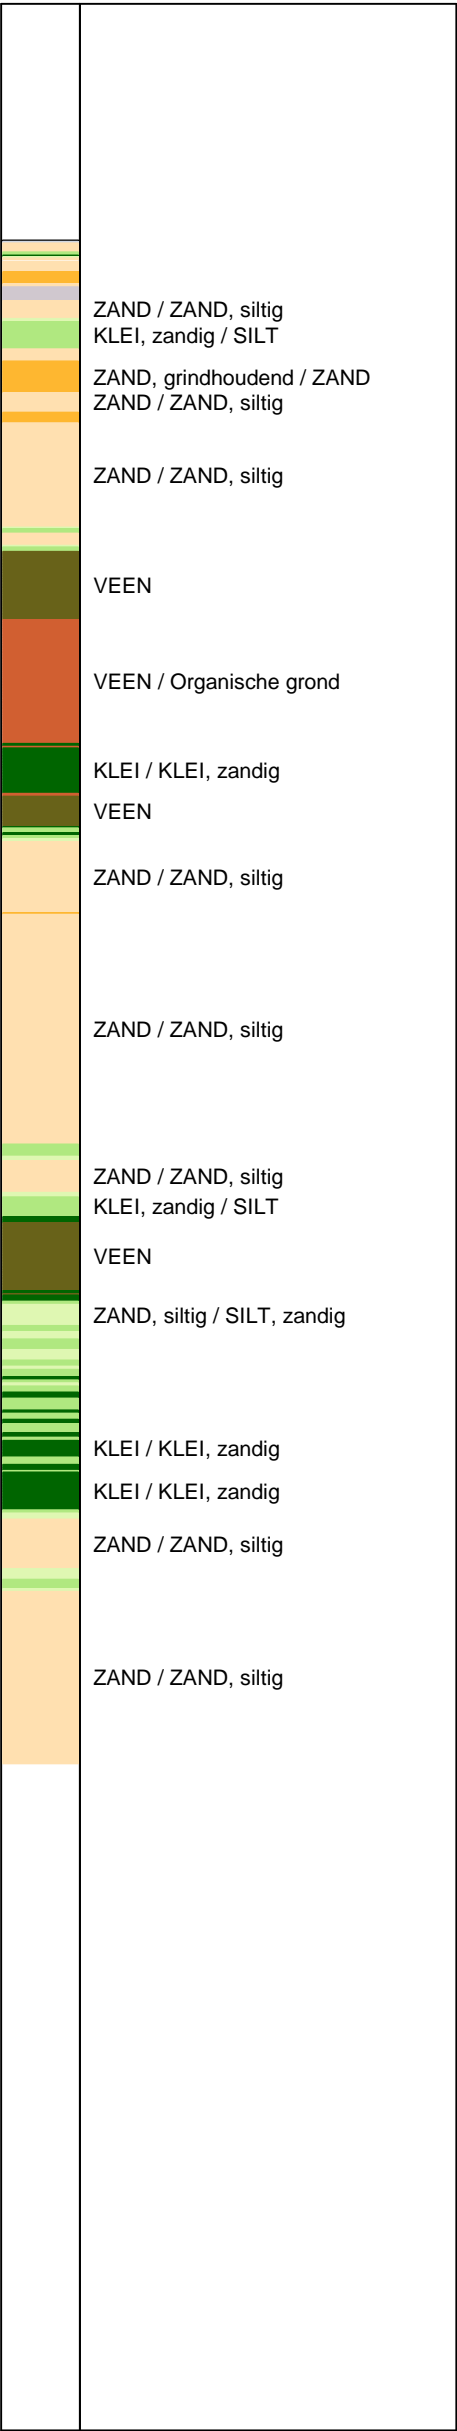 ZAND / ZAND, siltig
KLEI, zandig / SILT
ZAND, grindhoudend / ZAND
ZAND / ZAND, siltig
ZAND / ZAND, siltig
VEEN
VEEN / Organische grond
KLEI / KLEI, zandig
VEEN
ZAND / ZAND, siltig
ZAND / ZAND, siltig
ZAND / ZAND, siltig
KLEI, zandig / SILT
VEEN
ZAND, siltig / SILT, zandig
KLEI / KLEI, zandig
KLEI / KLEI, zandig
ZAND / ZAND, siltig
ZAND / ZAND, siltig